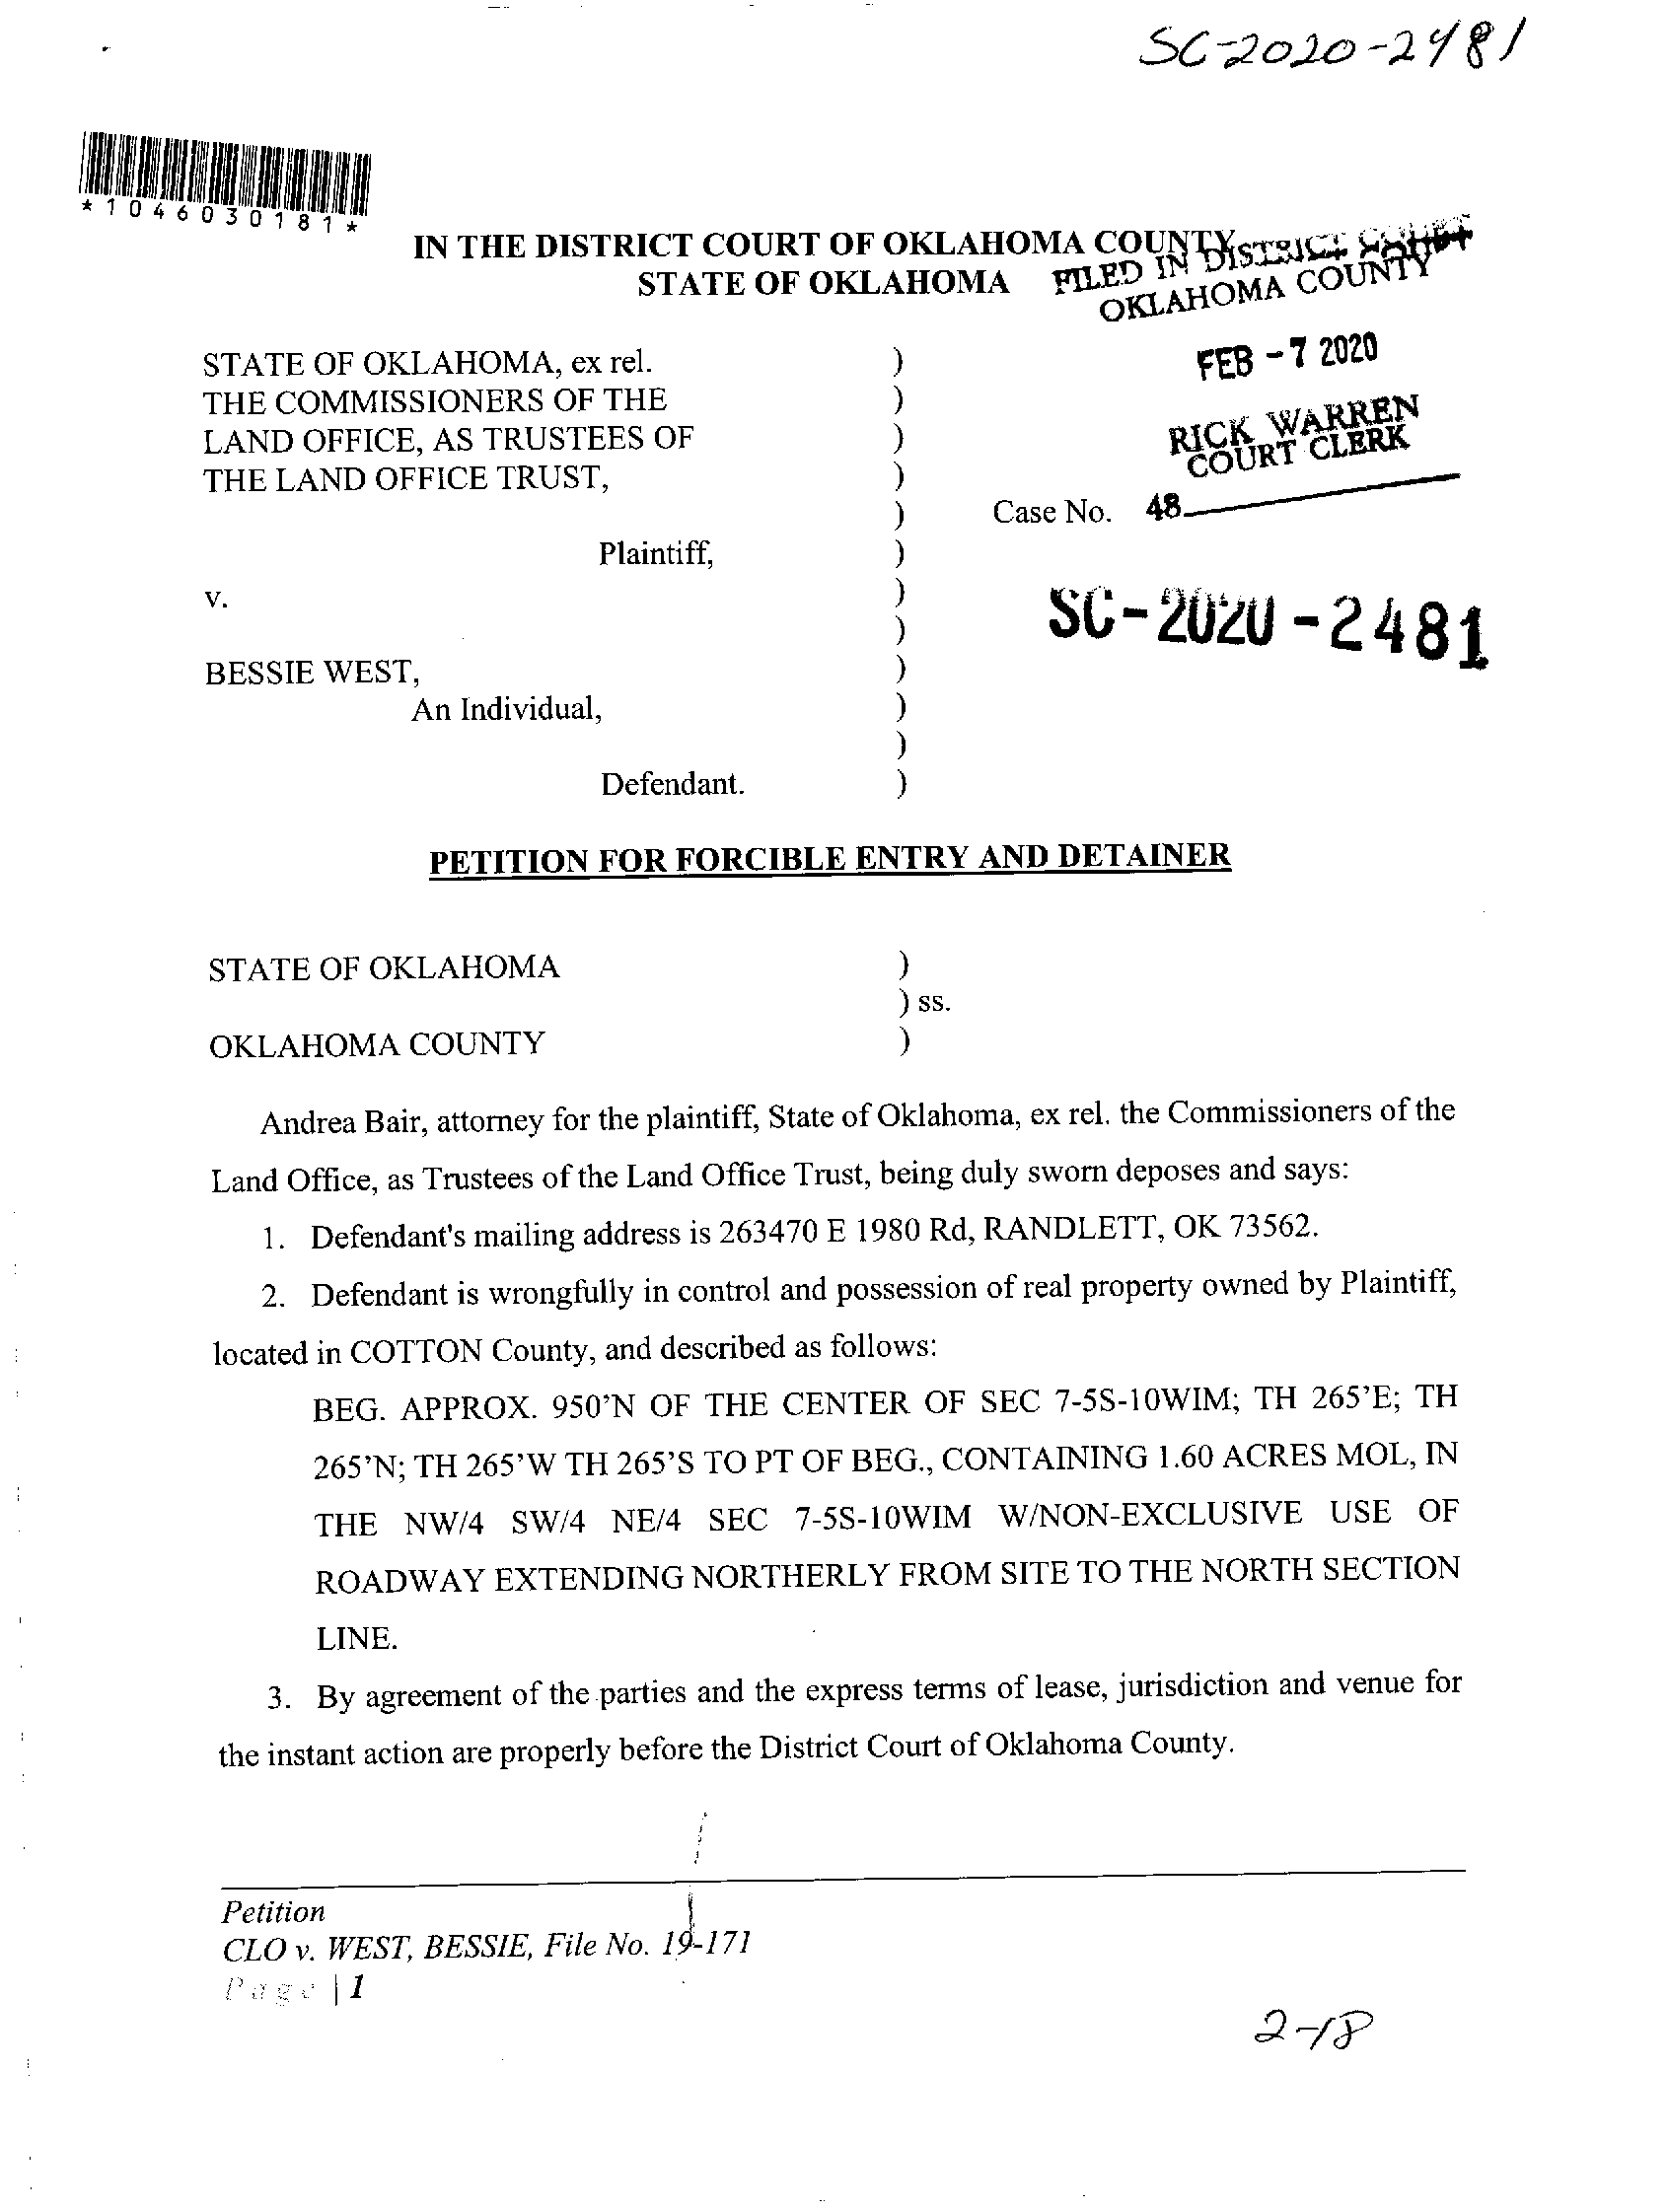 SC-2020-2481
*1046030181*
IN THE DISTRICT COURT OF OKLAHOMA COUNTY
STATE OF OKLAHOMA
FILED IN DISTRICT COURT
OKLAHOMA COUNTY
FEB - 7 2020
RICK WARREN
COURT CLERK
48
STATE OF OKLAHOMA, ex rel. )
THE COMMISSIONERS OF THE )
LAND OFFICE, AS TRUSTEES OF )
THE LAND OFFICE TRUST, )
) Case No.
Plaintiff, )
v. )
) SC-2020-2481
BESSIE WEST, )
An Individual, )
)
Defendant. )
PETITION FOR FORCIBLE ENTRY AND DETAINER
STATE OF OKLAHOMA )
) ss.
OKLAHOMA COUNTY )
Andrea Bair, attorney for the plaintiff, State of Oklahoma, ex rel. the Commissioners of the
Land Office, as Trustees of the Land Office Trust, being duly sworn deposes and says:
1. Defendant's mailing address is 263470 E 1980 Rd, RANDLETT, OK 73562.
2. Defendant is wrongfully in control and possession of real property owned by Plaintiff,
located in COTTON County, and described as follows:
BEG. APPROX. 950’N OF THE CENTER OF SEC 7-5S-10WIM; TH 265’E; TH
265’N; TH 265’W TH 265’S TO PT OF BEG., CONTAINING 1.60 ACRES MOL, IN
THE NW/4 SW/4 NE/4 SEC 7-5S-10WIM W/NON-EXCLUSIVE USE OF
ROADWAY EXTENDING NORTHERLY FROM SITE TO THE NORTH SECTION
LINE.
3. By agreement of the parties and the express terms of lease, jurisdiction and venue for
the instant action are properly before the District Court of Oklahoma County.
Petition
CLO v. WEST, BESSIE, File No. 19-171
Page | 1
2-18